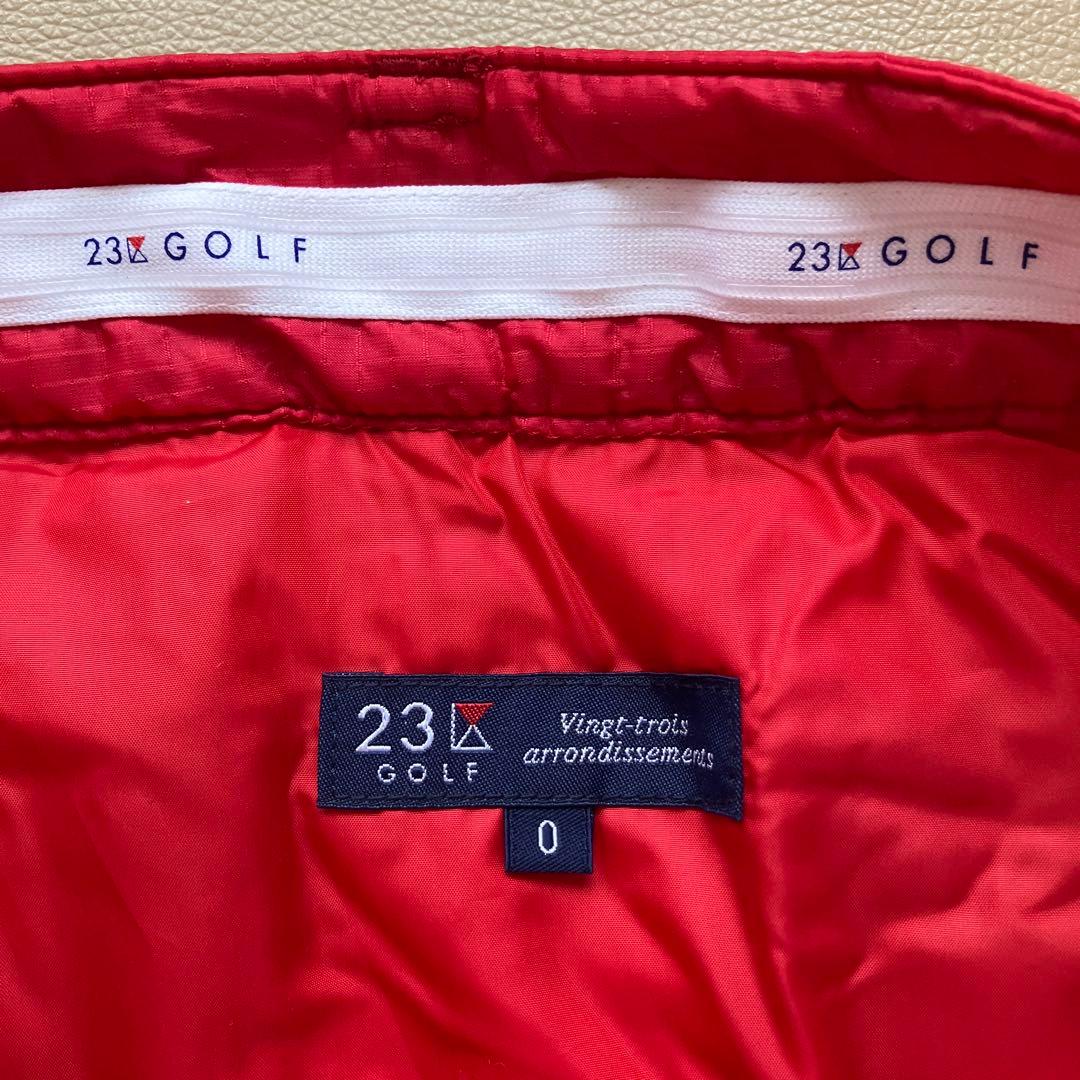 23 GOLF 23 GOLF
23
GOLF
Vingt-trois
arrondissements
0